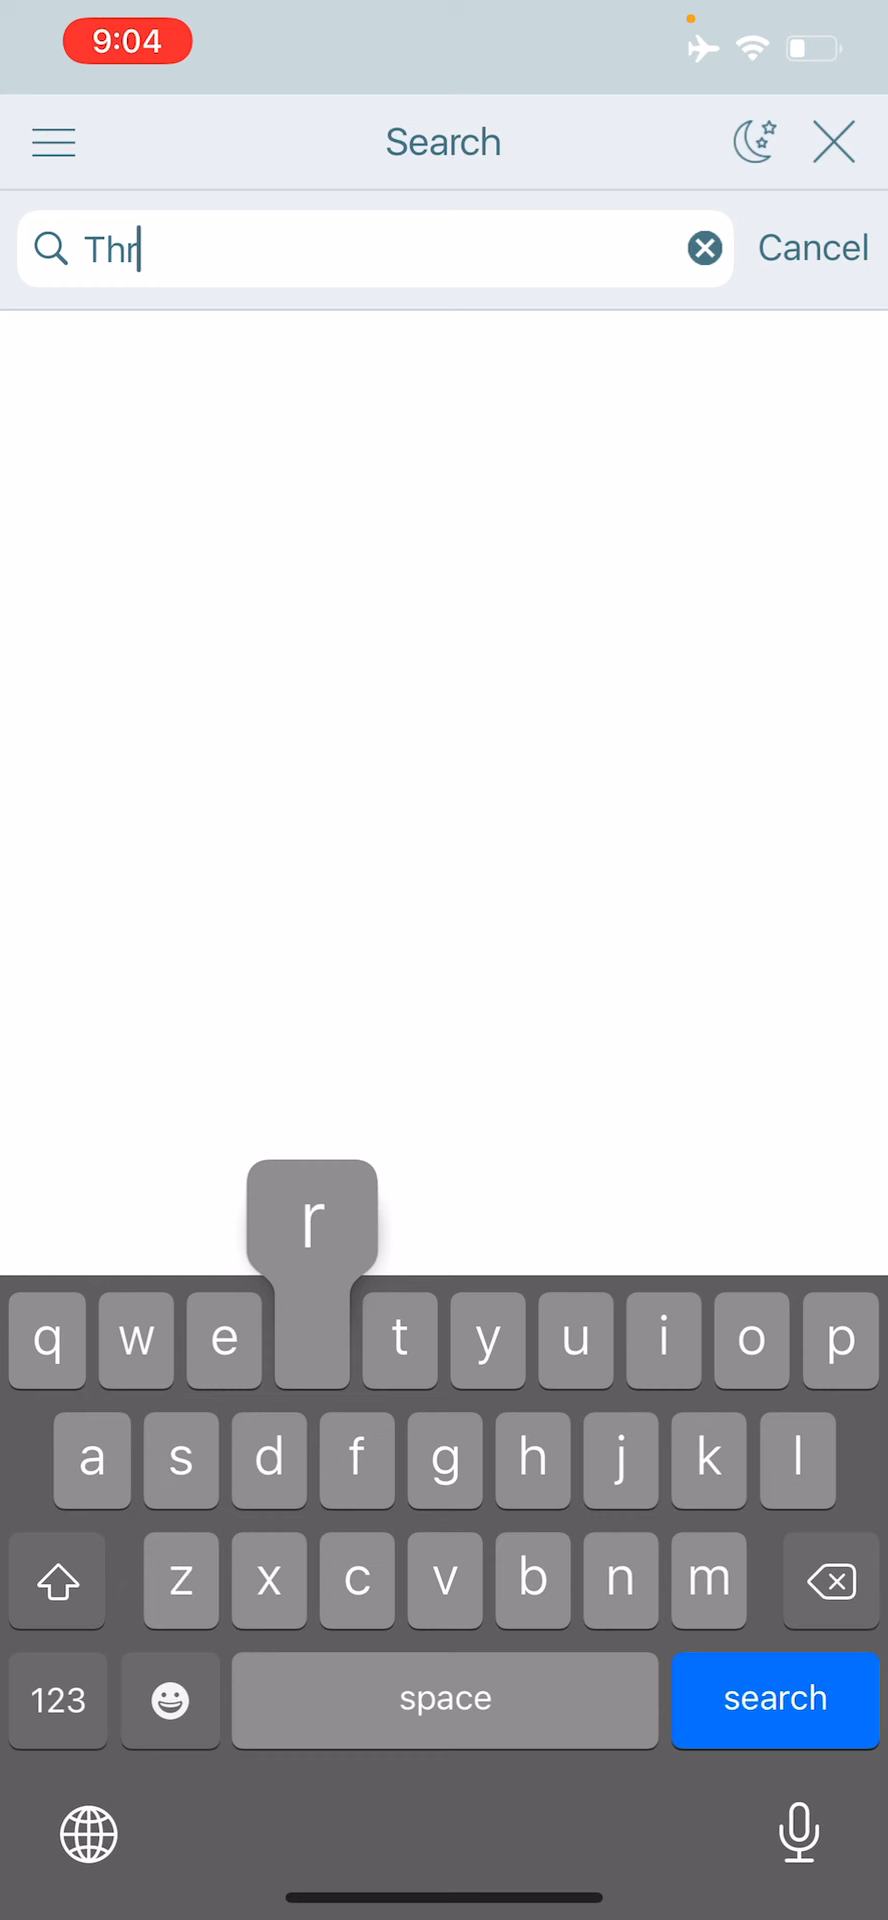 9:04
Search
Thr
Cancel
r
q w e t y u i o p
a s d f g h j k l
z x c v b n m
123 space search